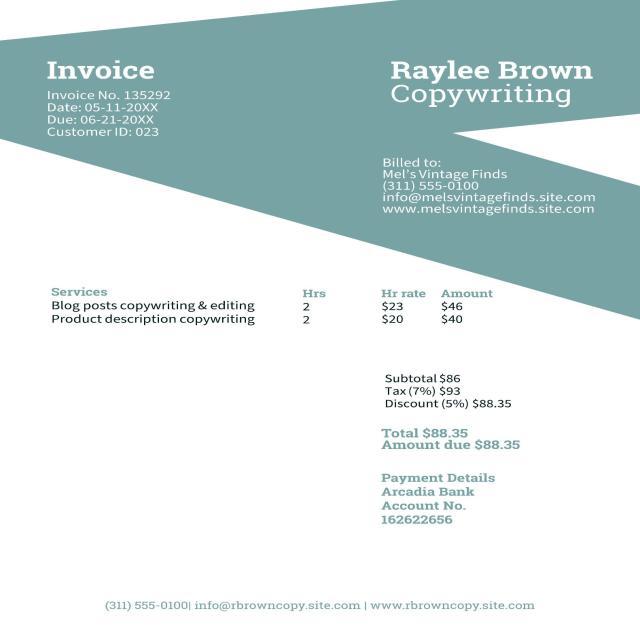 Invoice
Invoice No. 135292
Date: 05-11-20XX
Due: 06-21-20XX
Customer ID: 023
Raylee Brown
Copywriting
Billed to:
Mel's Vintage Finds
(311) 555-0100
info@melsvintagefinds.site.com
www.melsvintagefinds.site.com
Services Hrs Hr rate Amount
Blog posts copywriting & editing 2 $23 $46
Product description copywriting 2 $20 $40
Subtotal $86
Tax (7%) $93
Discount (5%) $88.35
Total $88.35
Amount due $88.35
Payment Details
Arcadia Bank
Account No.
162622656
(311) 555-0100| info@rbrowncopy.site.com | www.rbrowncopy.site.com